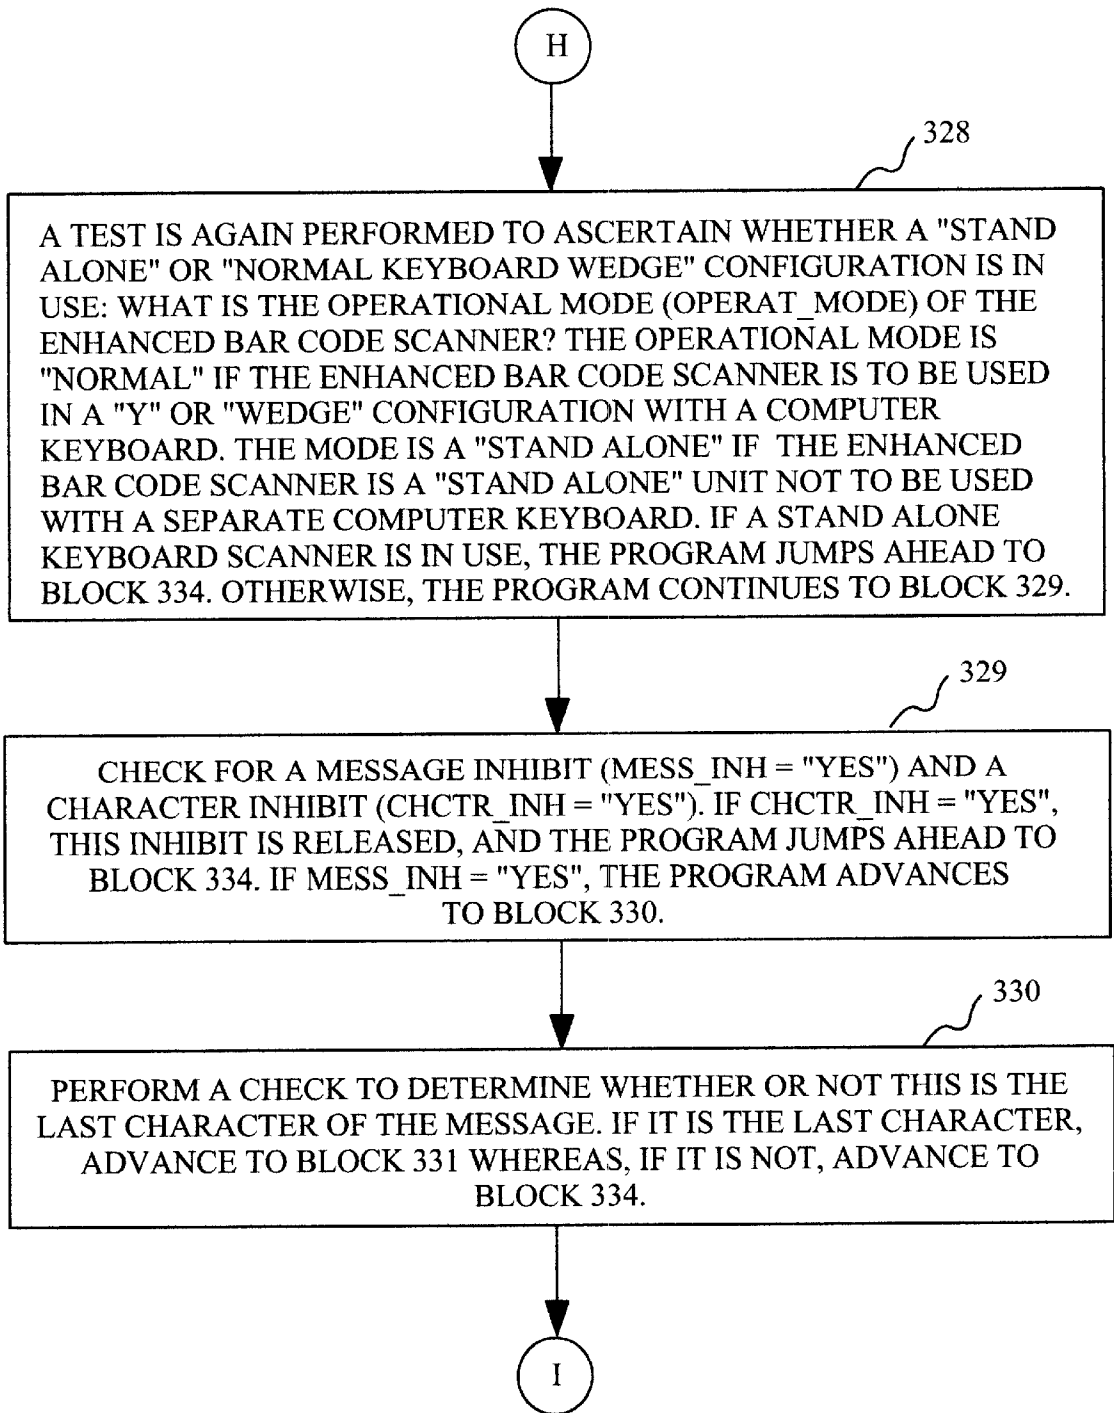 H
328
A TEST IS AGAIN PERFORMED TO ASCERTAIN WHETHER A "STAND
ALONE" OR "NORMAL KEYBOARD WEDGE" CONFIGURATION IS IN
USE: WHAT IS THE OPERATIONAL MODE (OPERAT_MODE) OF THE
ENHANCED BAR CODE SCANNER? THE OPERATIONAL MODE IS
"NORMAL" IF THE ENHANCED BAR CODE SCANNER IS TO BE USED
IN A "Y" OR "WEDGE" CONFIGURATION WITH A COMPUTER
KEYBOARD. THE MODE IS A "STAND ALONE" IF THE ENHANCED
BAR CODE SCANNER IS A "STAND ALONE" UNIT NOT TO BE USED
WITH A SEPARATE COMPUTER KEYBOARD. IF A STAND ALONE
KEYBOARD SCANNER IS IN USE, THE PROGRAM JUMPS AHEAD TO
BLOCK 334. OTHERWISE, THE PROGRAM CONTINUES TO BLOCK 329.
329
CHECK FOR A MESSAGE INHIBIT (MESS_INH = "YES") AND A
CHARACTER INHIBIT (CHCTR_INH = "YES"). IF CHCTR_INH = "YES",
THIS INHIBIT IS RELEASED, AND THE PROGRAM JUMPS AHEAD TO
BLOCK 334. IF MESS_INH = "YES", THE PROGRAM ADVANCES
TO BLOCK 330.
330
PERFORM A CHECK TO DETERMINE WHETHER OR NOT THIS IS THE
LAST CHARACTER OF THE MESSAGE. IF IT IS THE LAST CHARACTER,
ADVANCE TO BLOCK 331 WHEREAS, IF IT IS NOT, ADVANCE TO
BLOCK 334.
I